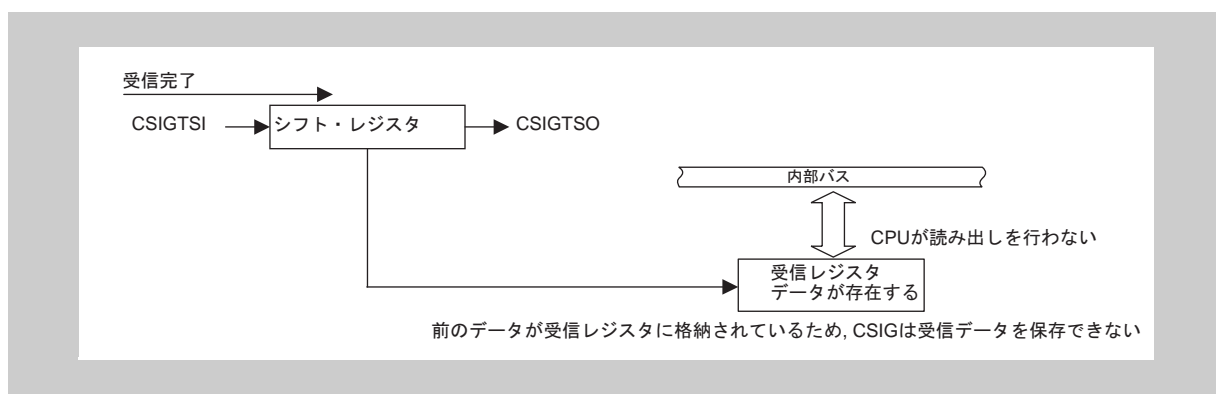 受信完了
CSIGTSI
シフト・レジスタ
CSIGTSO
内部バス
CPUが読み出しを行わない
受信レジスタ
データが存在する
前のデータが受信レジスタに格納されているため, CSIGは受信データを保存できない